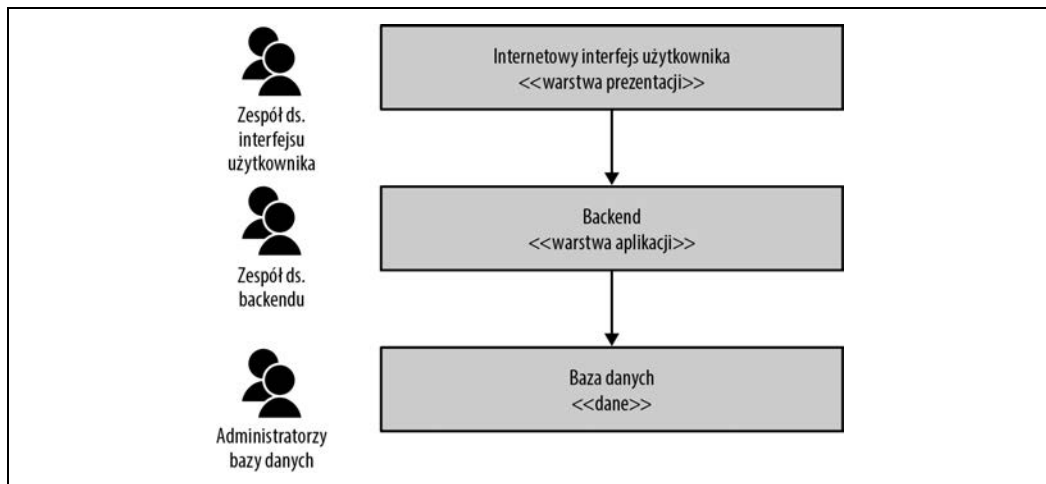 Internetowy interfejs użytkownika
<<warstwa prezentacji>>
Zespół ds.
interfejsu
użytkownika
Backend
<<warstwa aplikacji>>
Zespół ds.
backendu
Baza danych
<<dane>>
Administratorzy
bazy danych